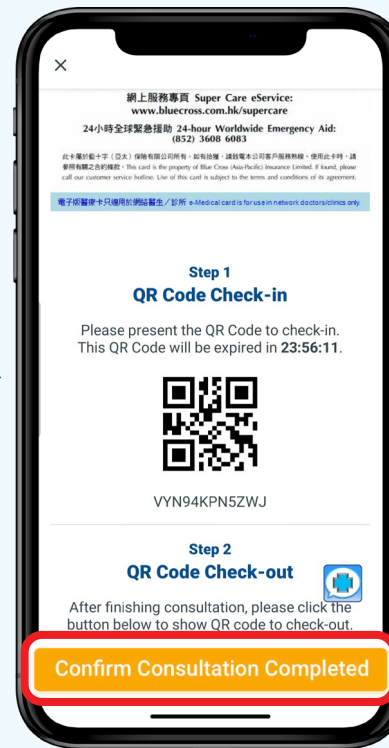 網上服務專頁 Super Care eService:
www.bluecross.com.hk/supercare
24小時全球緊急援助 24-hour Worldwide Emergency Aid:
(852) 3608 6083
此卡屬於藍十字（亞太）保險有限公司所有，如有拾獲，請致電本公司客戶服務熱線。使用此卡時，請
參照有關之合約條款。This card is the property of Blue Cross (Asia-Pacific) Insurance Limited. If found, please
call our customer service hotline. Use of this card is subject to the terms and conditions of its agreement.
電子版醫療卡只適用於網絡醫生／診所 e-Medical card is for use in network doctors/clinics only.
Step 1
QR Code Check-in
Please present the QR Code to check-in.
This QR Code will be expired in 23:56:11.
VYN94KPN5ZWJ
Step 2
QR Code Check-out
After finishing consultation, please click the
button below to show QR code to check-out.
Confirm Consultation Completed